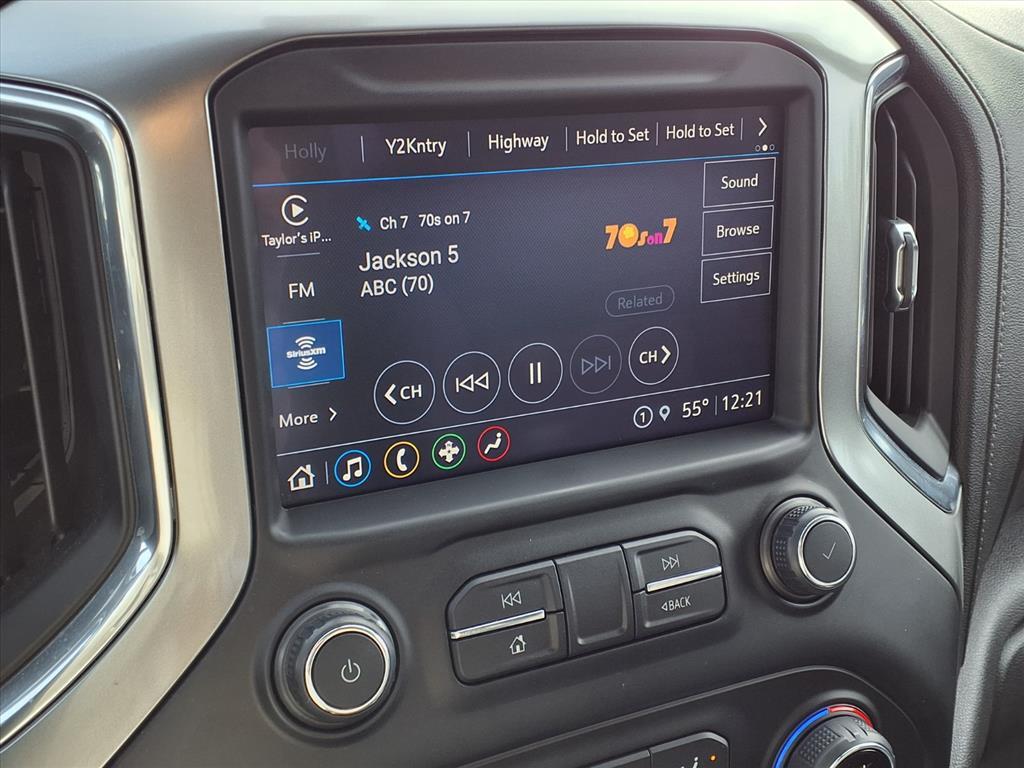 Holly Y2Kntry Highway Hold to Set Hold to Set
Taylor's iP...
Ch 7 70s on 7
70s on 7
Sound
Jackson 5
ABC (70)
Browse
FM
Settings
Related
SiriusXM
CH
CH
More
1 55° 12:21
BACK